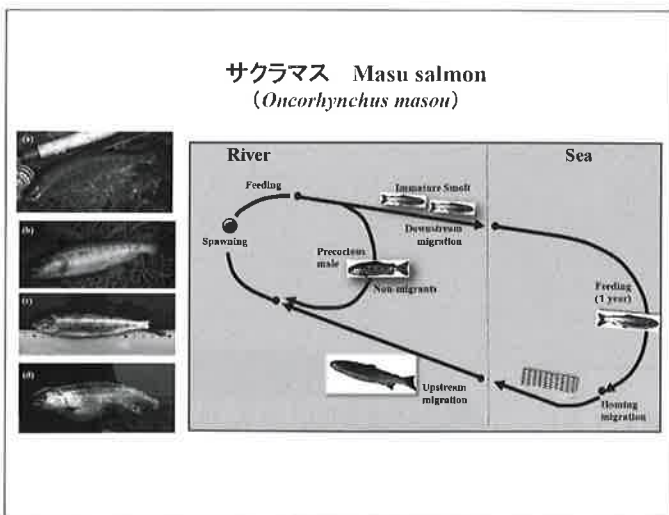 サクラマス Masu salmon
(Oncorhynchus masou)
(a)
(b)
(c)
(d)
River
Sea
Feeding
Spawning
Immature Smolt
Downstream
migration
Precocious
male
Non-migrants
Feeding
(1 year)
Upstream
migration
Homing
migration